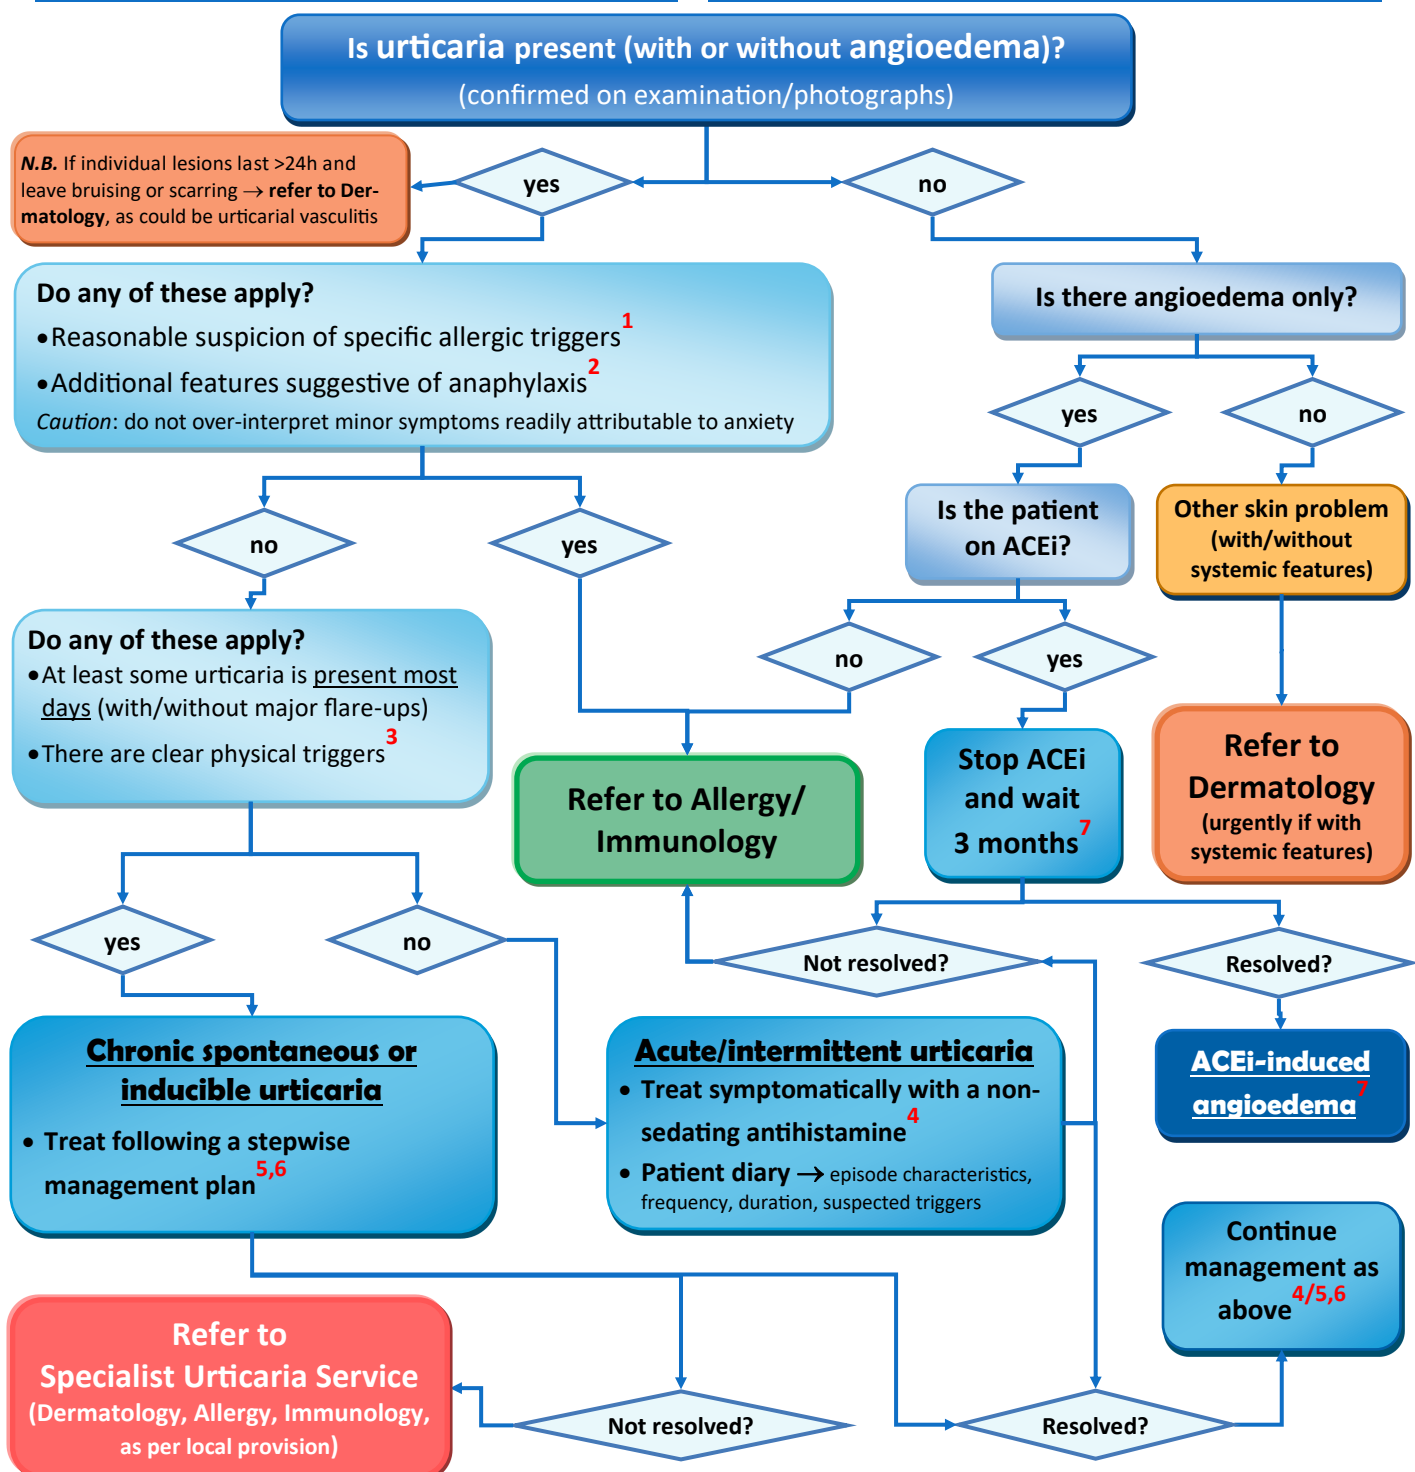 Is urticaria present (with or without angioedema)?
(confirmed on examination/photographs)
N.B. If individual lesions last >24h and
leave bruising or scarring → refer to Der-
matology, as could be urticarial vasculitis
yes
no
Do any of these apply?
•Reasonable suspicion of specific allergic triggers1
•Additional features suggestive of anaphylaxis2
Caution: do not over-interpret minor symptoms readily attributable to anxiety
Is there angioedema only?
yes
no
no
yes
Is the patient
on ACEi?
Other skin problem
(with/without
systemic features)
Do any of these apply?
•At least some urticaria is present most
days (with/without major flare-ups)
•There are clear physical triggers3
no
yes
Refer to Allergy/
Immunology
Stop ACEi
and wait
3 months7
Refer to
Dermatology
(urgently if with
systemic features)
yes
no
Not resolved?
Resolved?
Chronic spontaneous or
inducible urticaria
• Treat following a stepwise
management plan5,6
Acute/intermittent urticaria
• Treat symptomatically with a non-
sedating antihistamine4
• Patient diary → episode characteristics,
frequency, duration, suspected triggers
ACEi-induced
angioedema7
Continue
management as
above4/5,6
Refer to
Specialist Urticaria Service
(Dermatology, Allergy, Immunology,
as per local provision)
Not resolved?
Resolved?